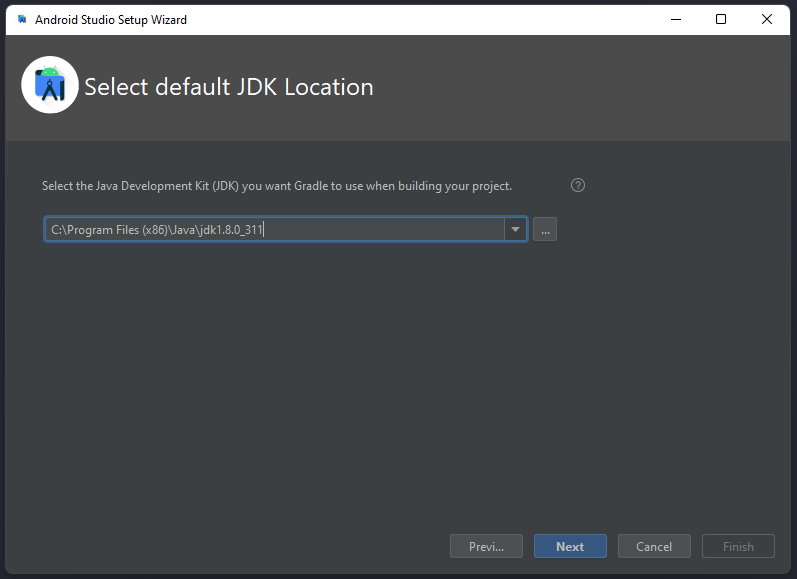 Android Studio Setup Wizard
Select default JDK Location
Select the Java Development Kit (JDK) you want Gradle to use when building your project.
?
C:\Program Files (x86)\Java\jdk1.8.0_311
...
Previ...
Next
Cancel
Finish